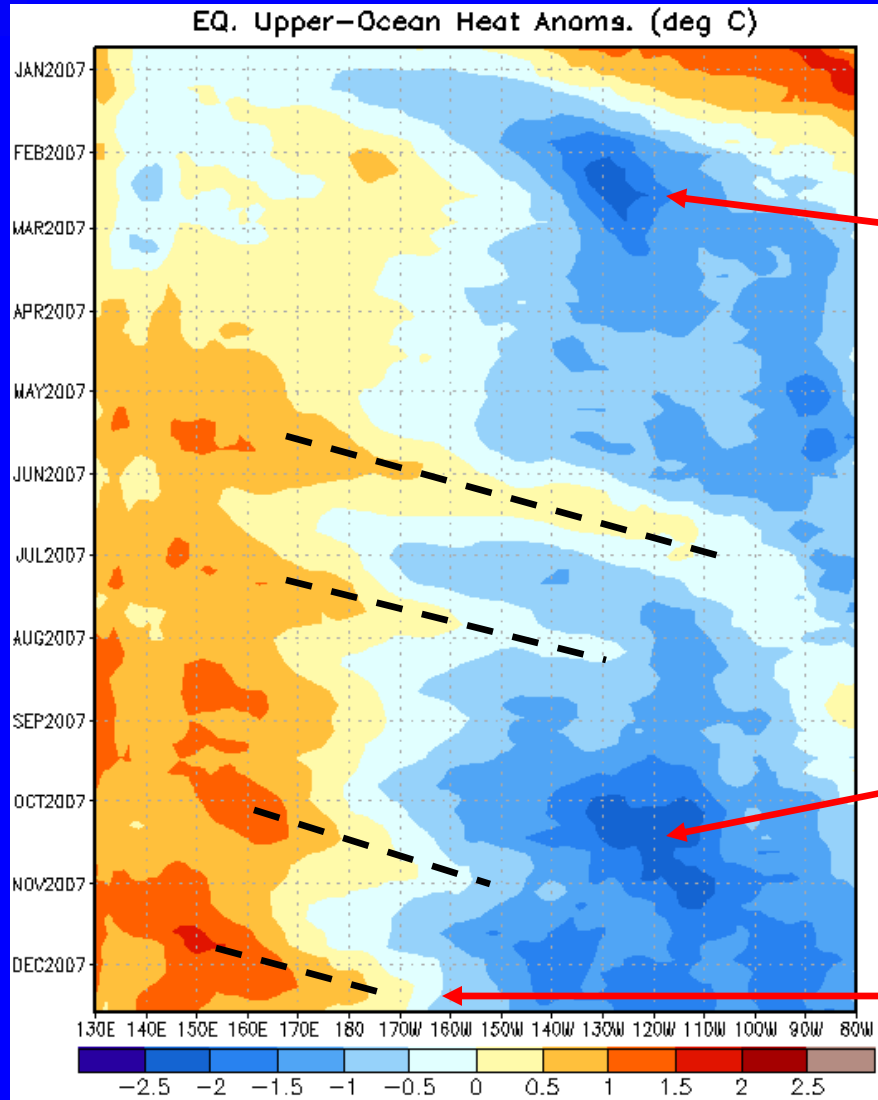 EQ. Upper-Ocean Heat Anoms. (deg C)
JAN2007
FEB2007
MAR2007
APR2007
MAY2007
JUN2007
JUL2007
AUG2007
SEP2007
OCT2007
NOV2007
DEC2007
130E 140E 150E 160E 170E 180 170W 160W 150W 140W 130W 120W 110W 100W 90W 80W
-2.5 -2 -1.5 -1 -0.5 0 0.5 1 1.5 2 2.5